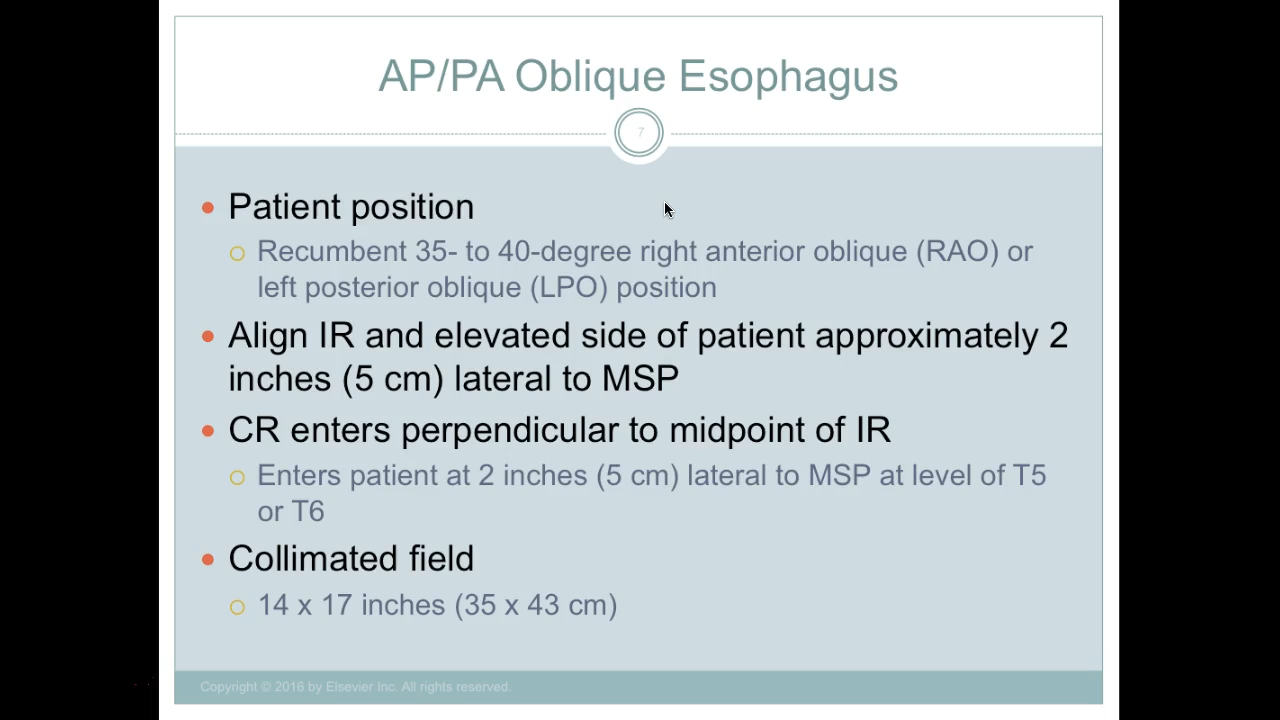 AP/PA Oblique Esophagus
7
Patient position
Recumbent 35- to 40-degree right anterior oblique (RAO) or
left posterior oblique (LPO) position
Align IR and elevated side of patient approximately 2
inches (5 cm) lateral to MSP
CR enters perpendicular to midpoint of IR
Enters patient at 2 inches (5 cm) lateral to MSP at level of T5
or T6
Collimated field
14 x 17 inches (35 x 43 cm)
Copyright © 2016 by Elsevier Inc. All rights reserved.